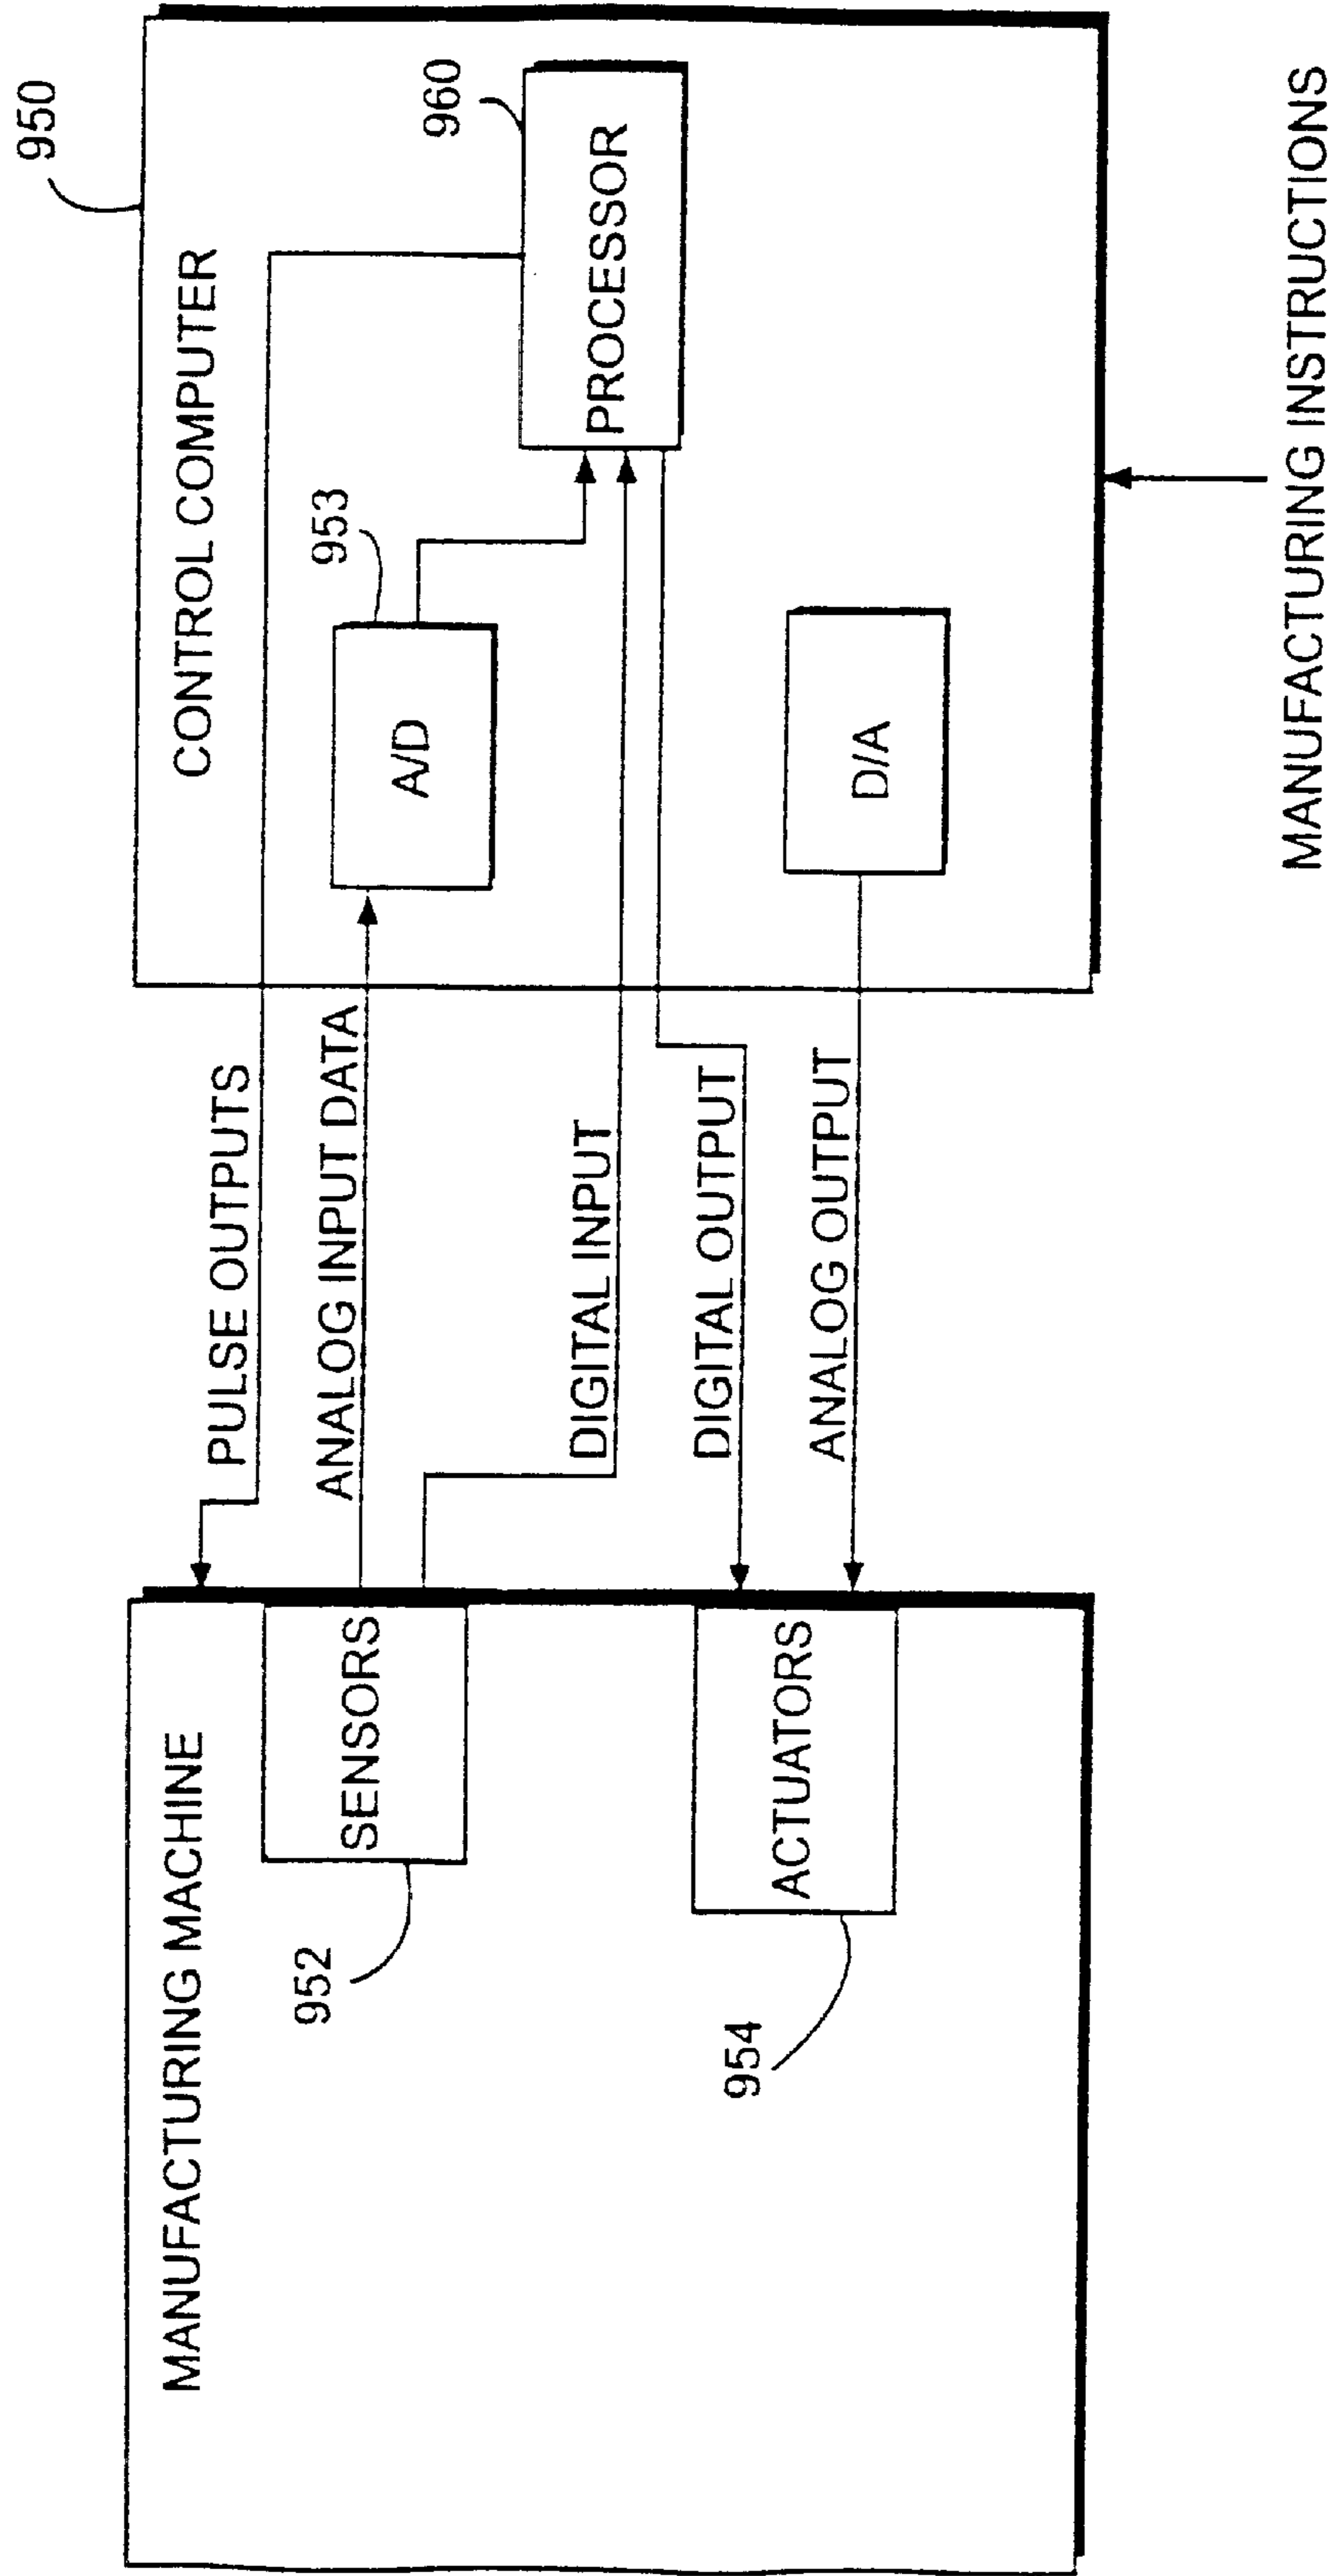 950
CONTROL COMPUTER
960
PROCESSOR
953
A/D
D/A
MANUFACTURING INSTRUCTIONS
PULSE OUTPUTS
ANALOG INPUT DATA
DIGITAL INPUT
DIGITAL OUTPUT
ANALOG OUTPUT
MANUFACTURING MACHINE
SENSORS
952
ACTUATORS
954